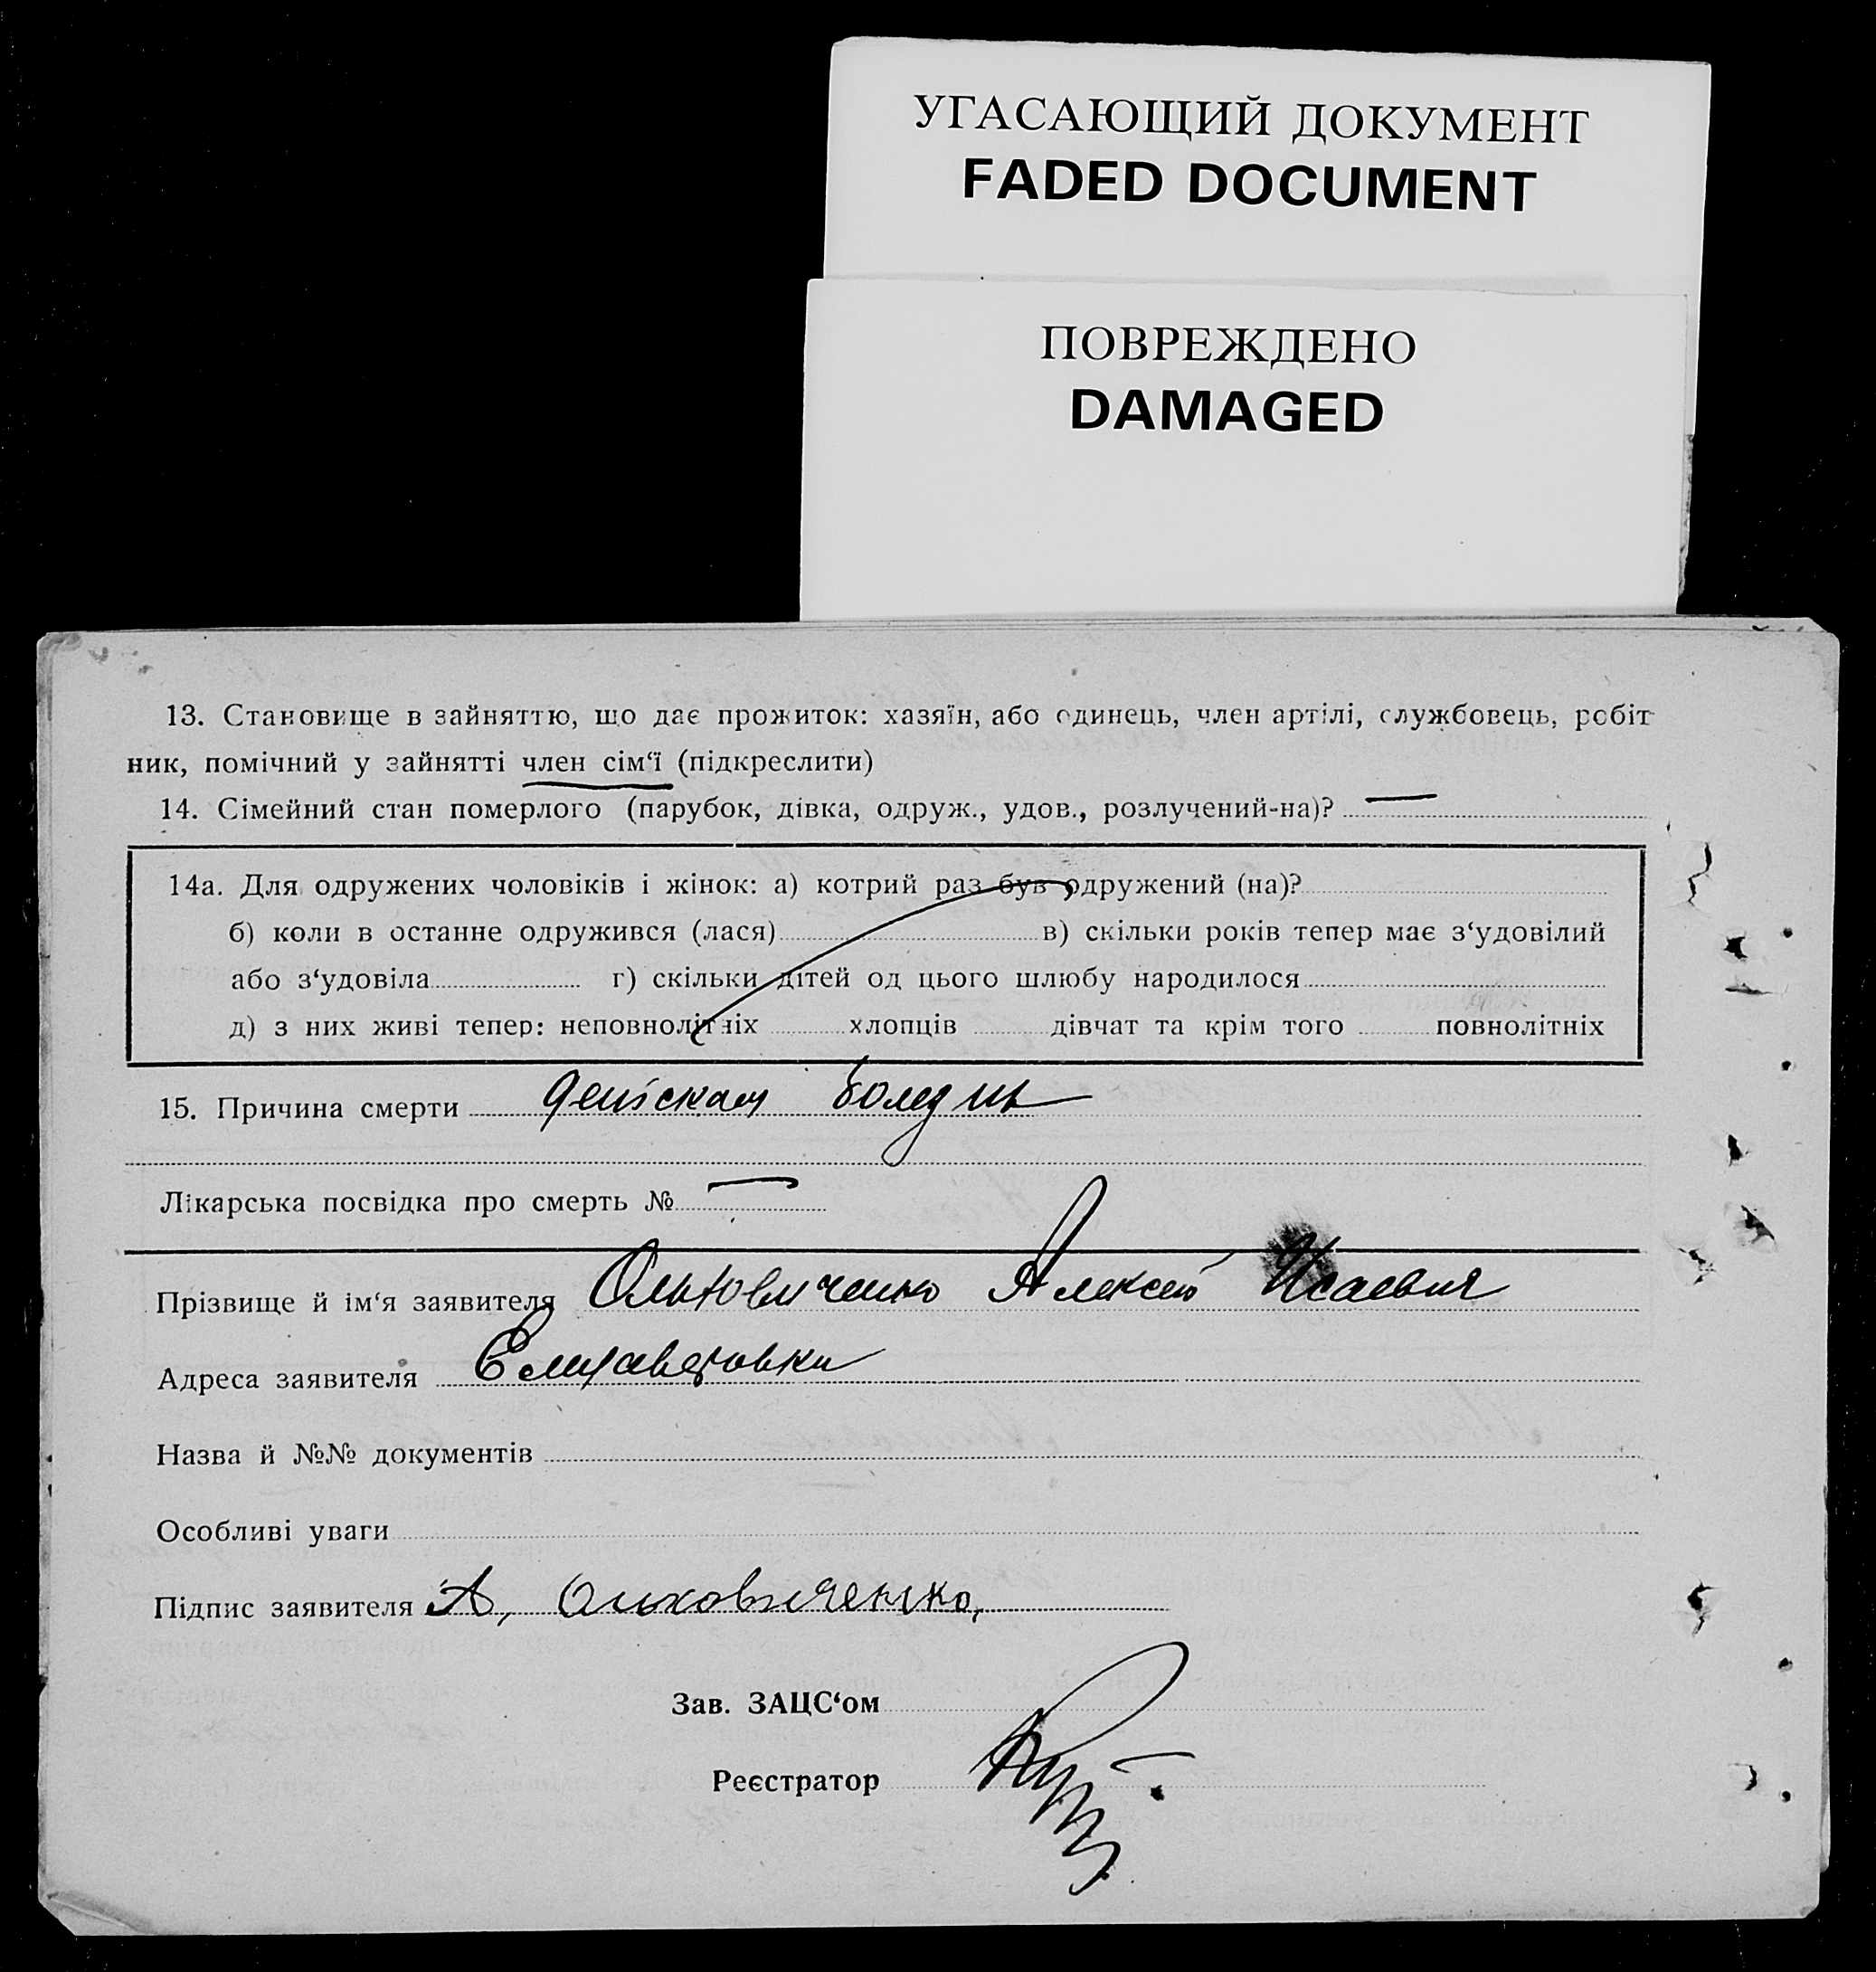 УГАСАЮЩИЙ ДОКУМЕНТ
FADED DOCUMENT
ПОВРЕЖДЕНО
DAMAGED
13. Становище в зайняттю, що дає прожиток: хазяїн, або одинець, член артілі, службовець, робіт
ник, помічний у зайнятті член сім‘ї (підкреслити)
14. Сімейний стан померлого (парубок, дівка, одруж., удов., розлучений-на)? —
14а. Для одружених чоловіків і жінок: а) котрий раз був одружений (на)?
б) коли в останне одружився (лася) в) скільки років тепер має з‘удовілий
або з‘удовіла г) скільки дітей од цього шлюбу народилося
д) з них живі тепер: неповнолітніх хлопців дівчат та крім того повнолітніх
15. Причина смерти детская болезнь
Лікарська посвідка про смерть № —
Прізвище й ім‘я заявителя Алексей Исаевич
Адреса заявителя Елизаветовка
Назва й №№ документів
Особливі уваги
Підпис заявителя А,
Зав. ЗАЦС‘ом
Реєстратор